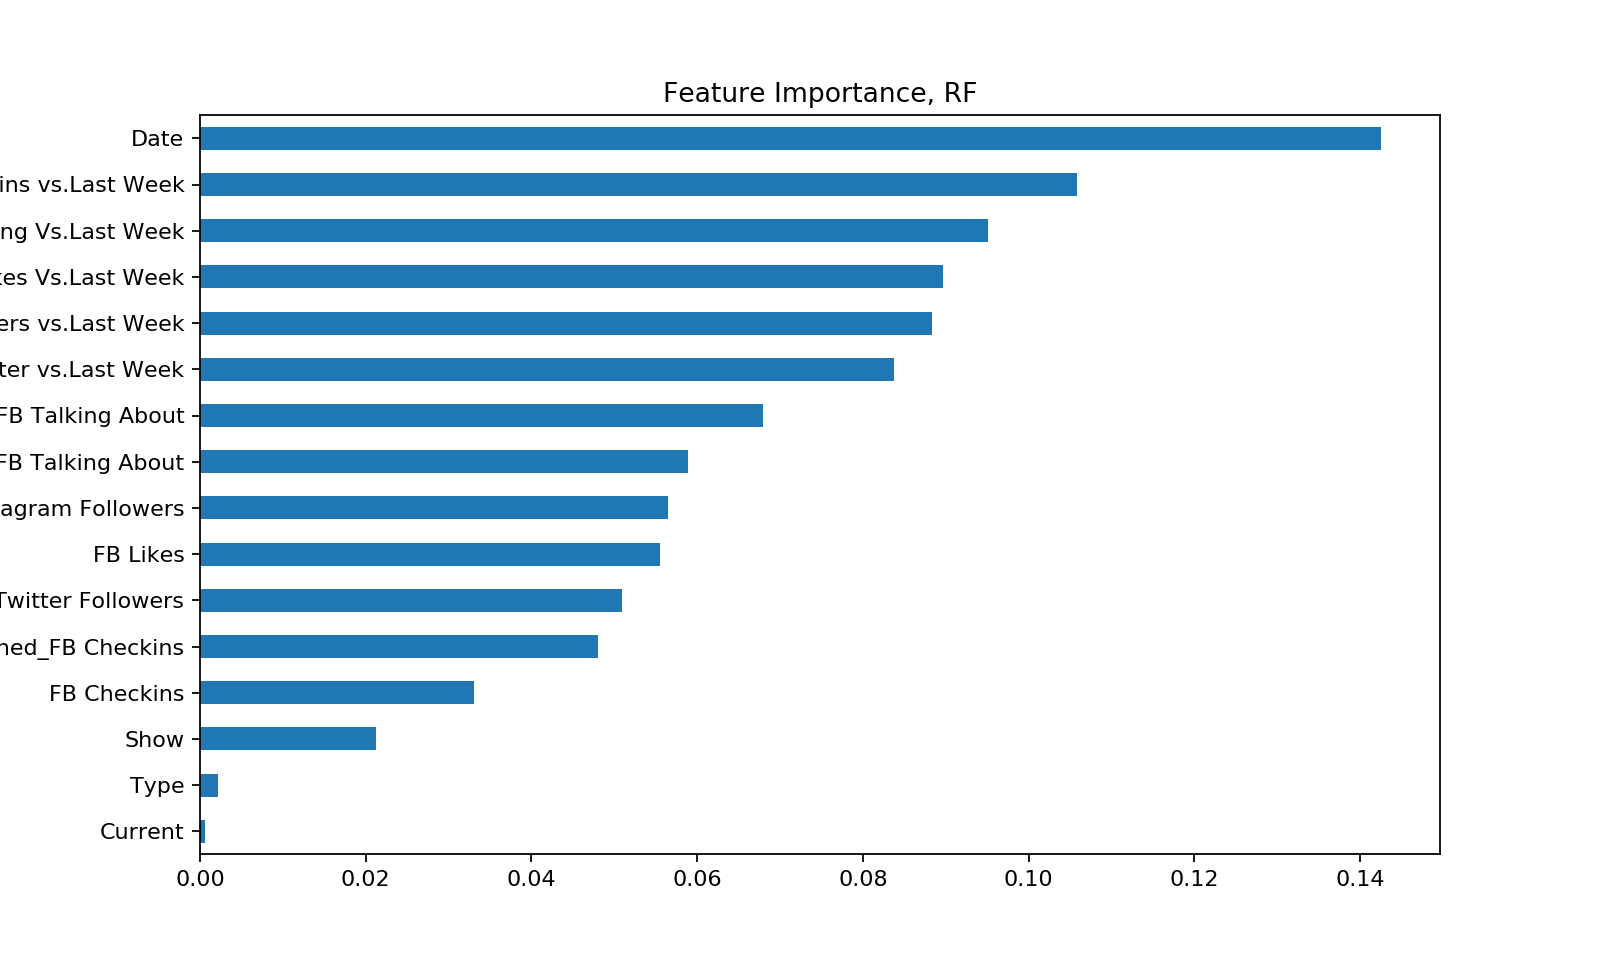 Feature Importance, RF
Date
ins vs.Last Week
ng Vs.Last Week
kes Vs.Last Week
ers vs.Last Week
ter vs.Last Week
FB Talking About
FB Talking About
agram Followers
FB Likes
Twitter Followers
ned_FB Checkins
FB Checkins
Show
Type
Current
0.00 0.02 0.04 0.06 0.08 0.10 0.12 0.14